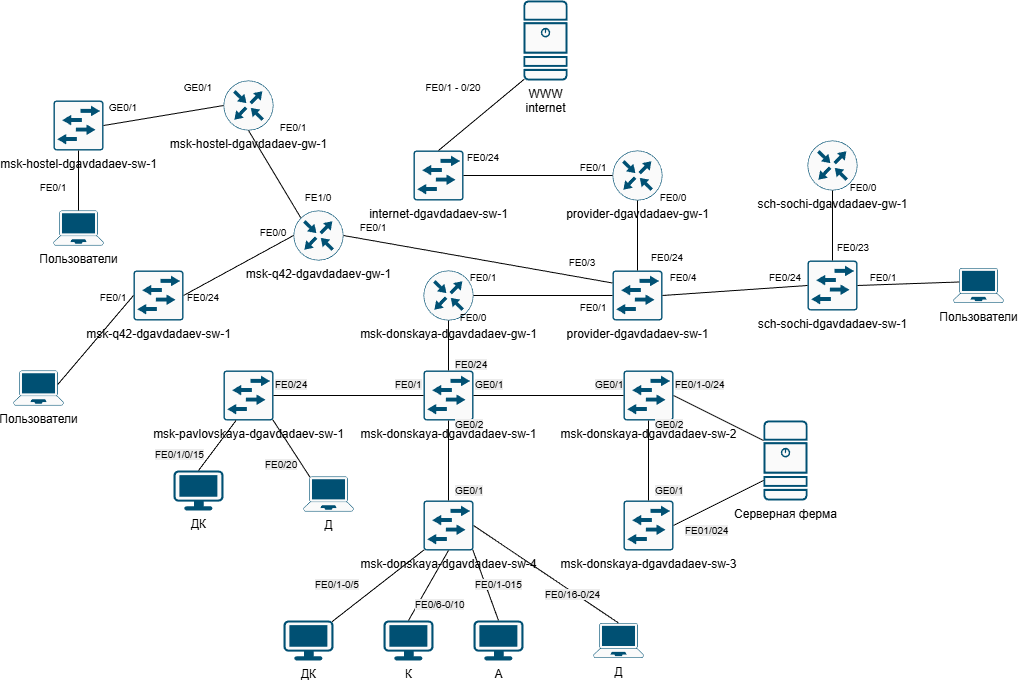 WWW
internet
FE0/1 - 0/20
GE0/1
GE0/1
FE0/1
msk-hostel-dgavdadaev-gw-1
msk-hostel-dgavdadaev-sw-1
FE0/1
Пользователи
FE0/24
FE0/1
internet-dgavdadaev-sw-1
FE0/0
provider-dgavdadaev-gw-1
FE0/0
sch-sochi-dgavdadaev-gw-1
FE1/0
FE0/0
FE0/1
msk-q42-dgavdadaev-gw-1
FE0/3
FE0/24
FE0/4
FE0/1
provider-dgavdadaev-sw-1
FE0/23
FE0/24
FE0/1
sch-sochi-dgavdadaev-sw-1
Пользователи
FE0/1
FE0/24
msk-q42-dgavdadaev-sw-1
Пользователи
FE0/1
FE0/0
msk-donskaya-dgavdadaev-gw-1
FE0/24
FE0/24
FE0/1
GE0/1
GE0/1
FE0/1-0/24
GE0/2
GE0/2
msk-pavlovskaya-dgavdadaev-sw-1
msk-donskaya-dgavdadaev-sw-1
msk-donskaya-dgavdadaev-sw-2
FE0/1/0/15
FE0/20
ДК
Д
GE0/1
GE0/1
Серверная ферма
FE01/024
msk-donskaya-dgavdadaev-sw-4
msk-donskaya-dgavdadaev-sw-3
FE0/1-0/5
FE0/6-0/10
FE0/1-015
FE0/16-0/24
ДК
К
А
Д